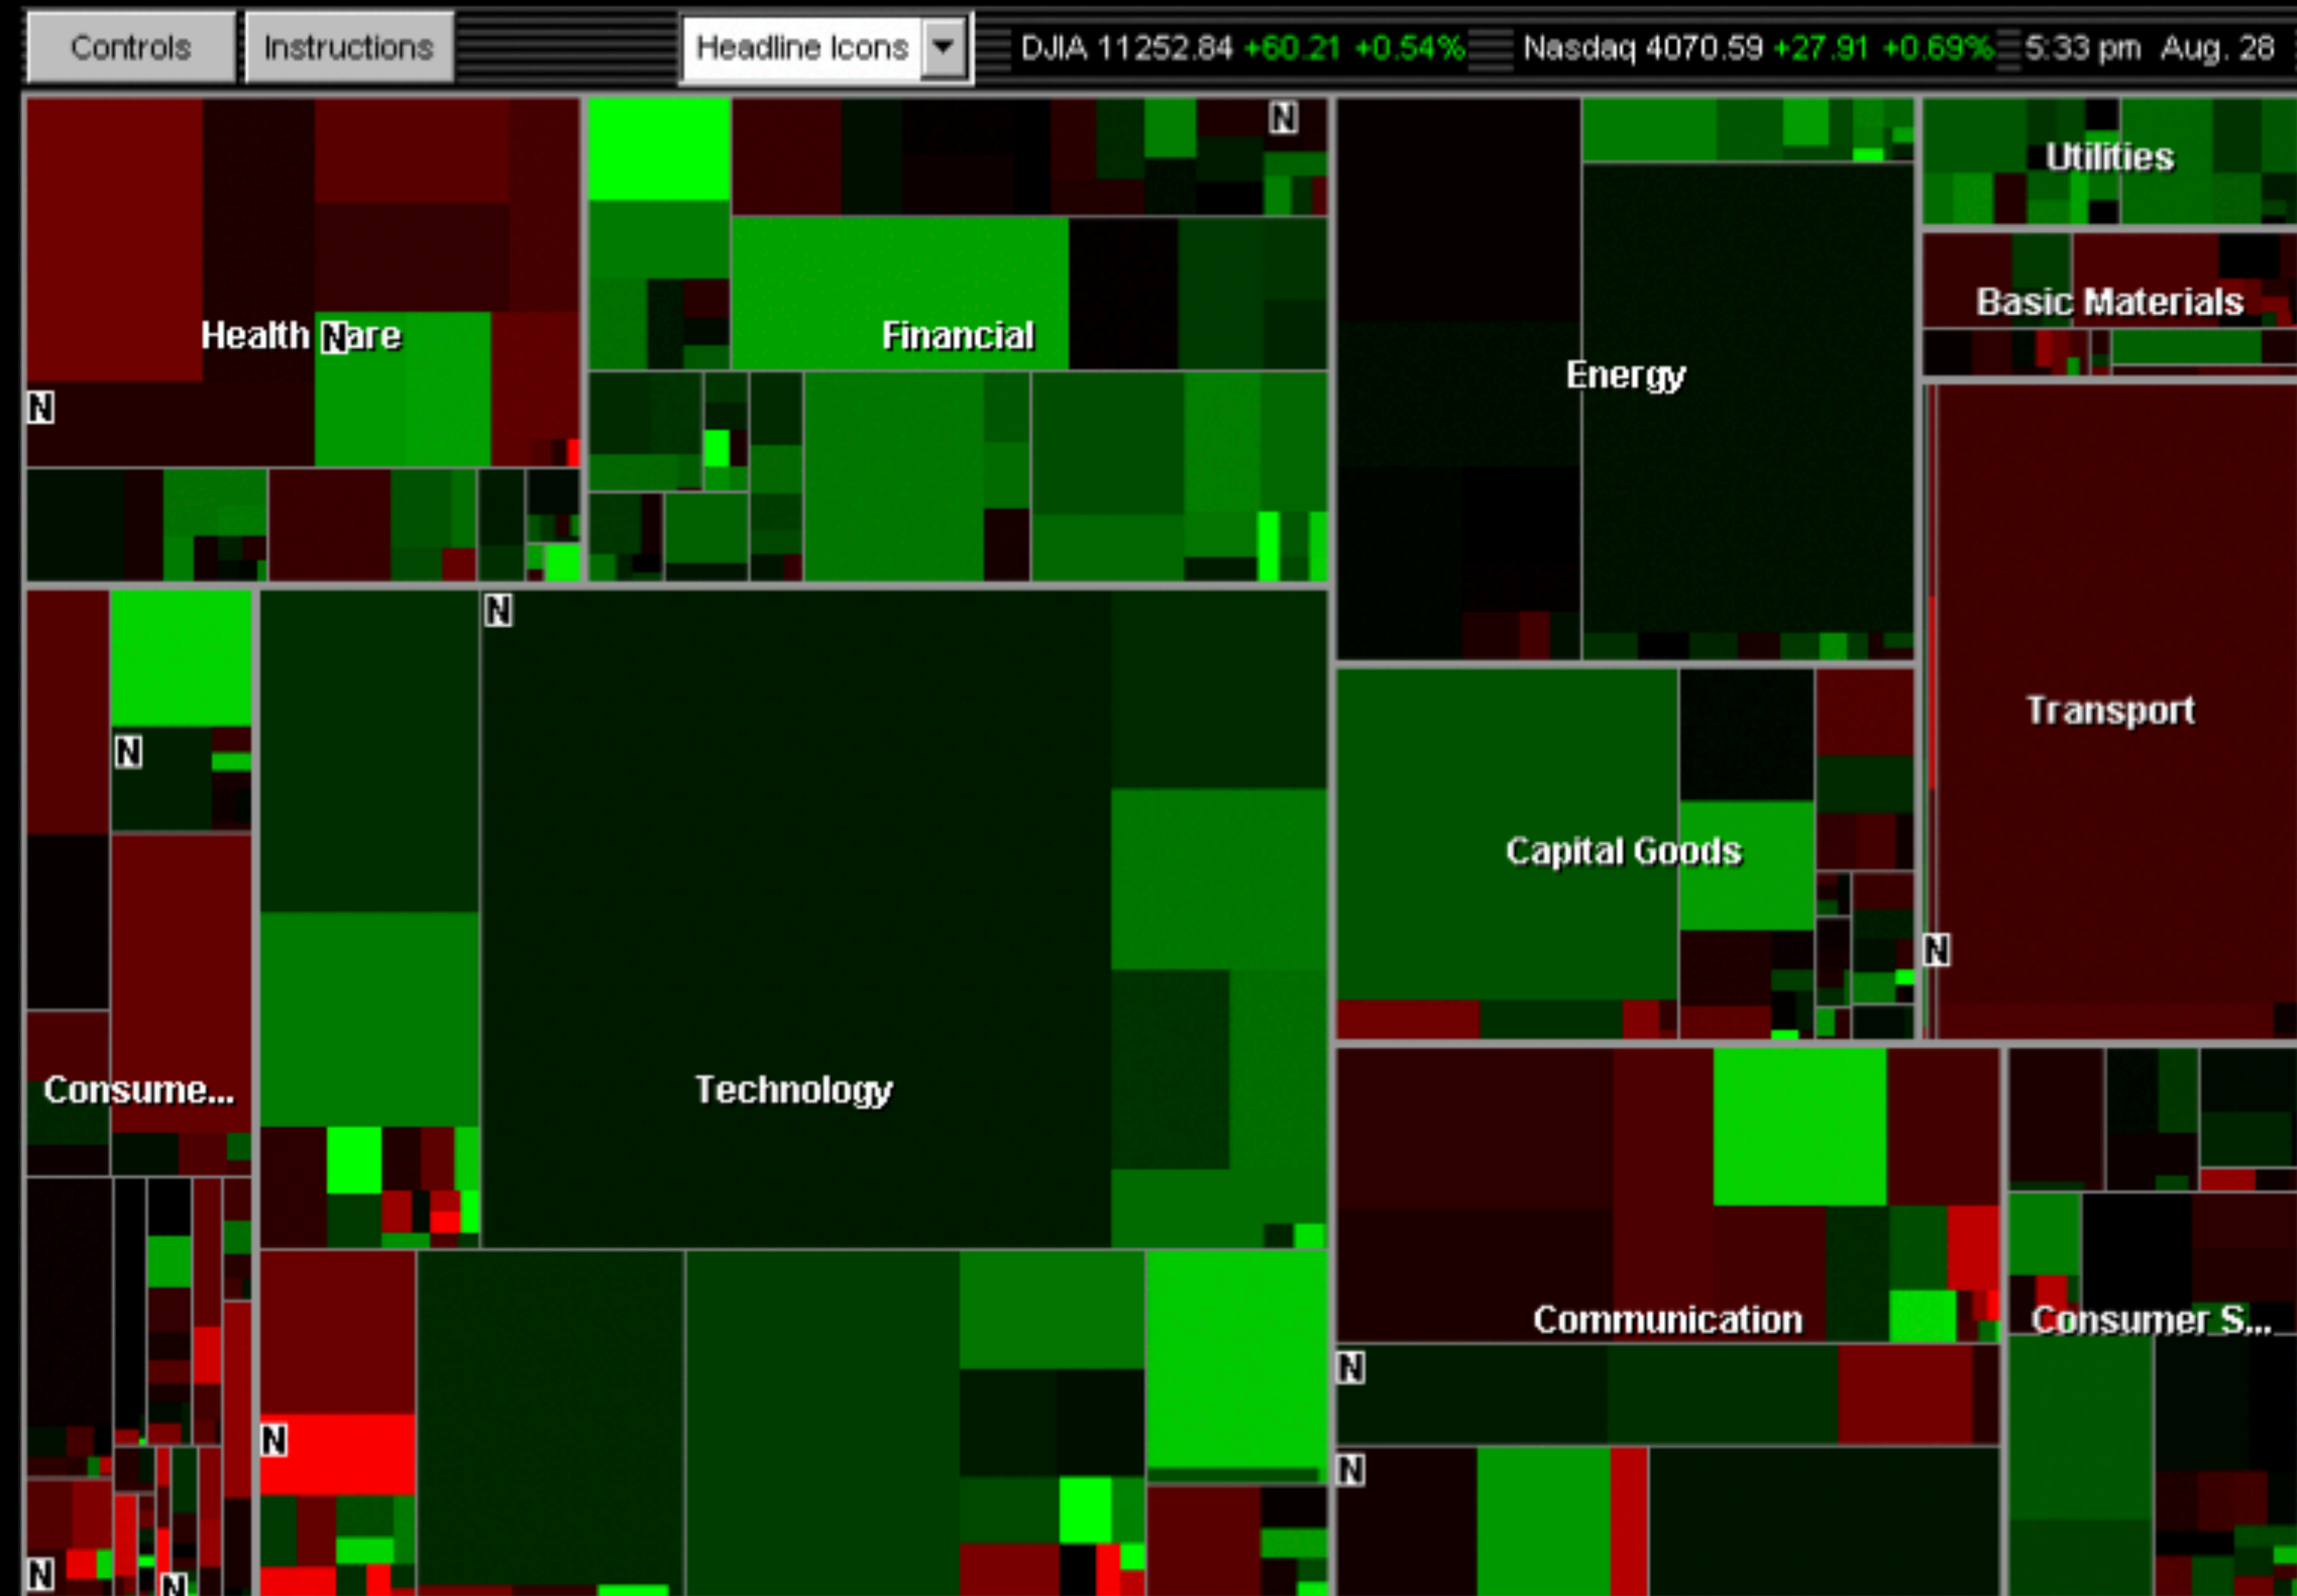 Controls Instructions Headline Icons DJIA 11252.84 +60.21 +0.54% Nasdaq 4070.59 +27.91 +0.69% 5:33 pm Aug. 28
N
Utilities
Basic Materials
Health N are
Financial
Energy
N
N
Transport
N
Capital Goods
N
Consume...
Technology
Communication
Consumer S...
N
N
N
N
N